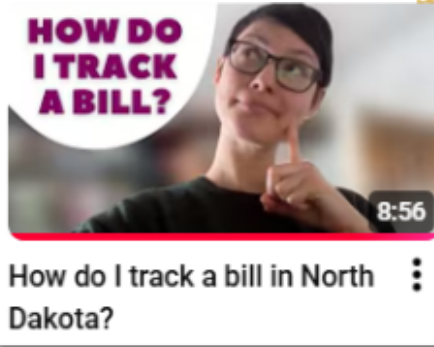 HOW DO
I TRACK
A BILL?
8:56
How do I track a bill in North
Dakota?